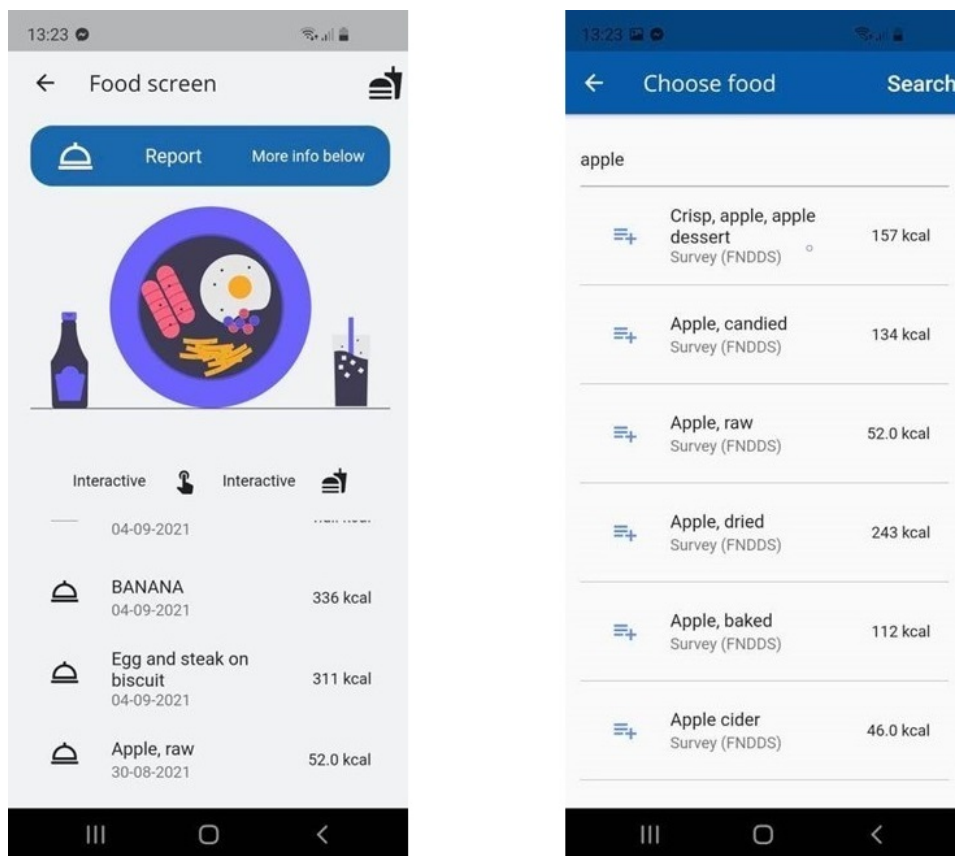 13:23
Food screen
Report More info below
Interactive Interactive
04-09-2021
BANANA
04-09-2021
336 kcal
Egg and steak on
biscuit
04-09-2021
311 kcal
Apple, raw
30-08-2021
52.0 kcal
13:23
Choose food Search
apple
Crisp, apple, apple
dessert
Survey (FNDDS)
157 kcal
Apple, candied
Survey (FNDDS)
134 kcal
Apple, raw
Survey (FNDDS)
52.0 kcal
Apple, dried
Survey (FNDDS)
243 kcal
Apple, baked
Survey (FNDDS)
112 kcal
Apple cider
Survey (FNDDS)
46.0 kcal